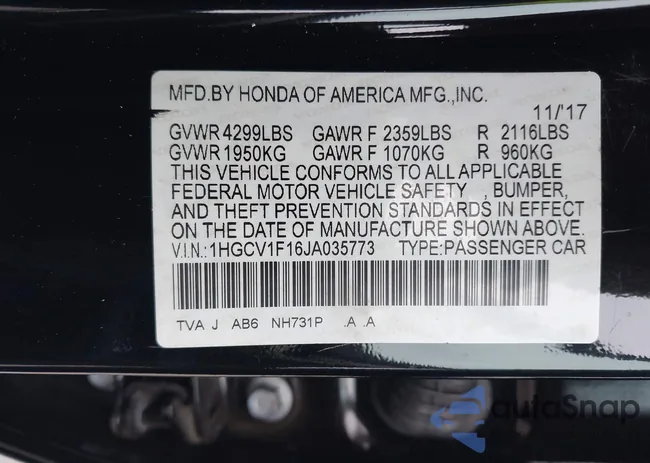 MFD.BY HONDA OF AMERICA MFG.,INC.
11/'17
GVWR 4299LBS GAWR F 2359LBS R 2116LBS
GVWR 1950KG GAWR F 1070KG R 960KG
THIS VEHICLE CONFORMS TO ALL APPLICABLE
FEDERAL MOTOR VEHICLE SAFETY , BUMPER,
AND THEFT PREVENTION STANDARDS IN EFFECT
ON THE DATE OF MANUFACTURE SHOWN ABOVE.
V.I.N.: 1HGCV1F16JA035773 TYPE:PASSENGER CAR
TVA J AB6 NH731P .A .A
autoSnap